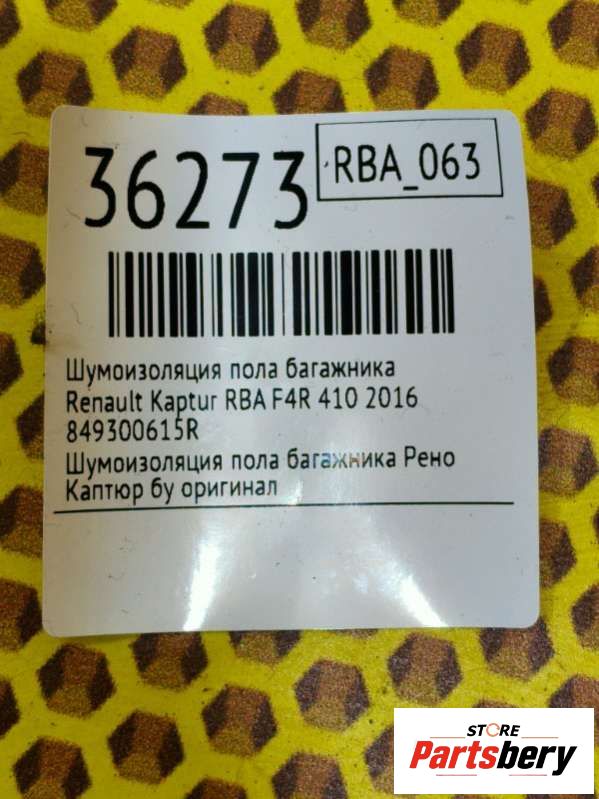 36273
RBA_063
Шумоизоляция пола багажника
Renault Kaptur RBA F4R 410 2016
849300615R
Шумоизоляция пола багажника Рено
Каптюр бу оригинал
STORE
Partsbery